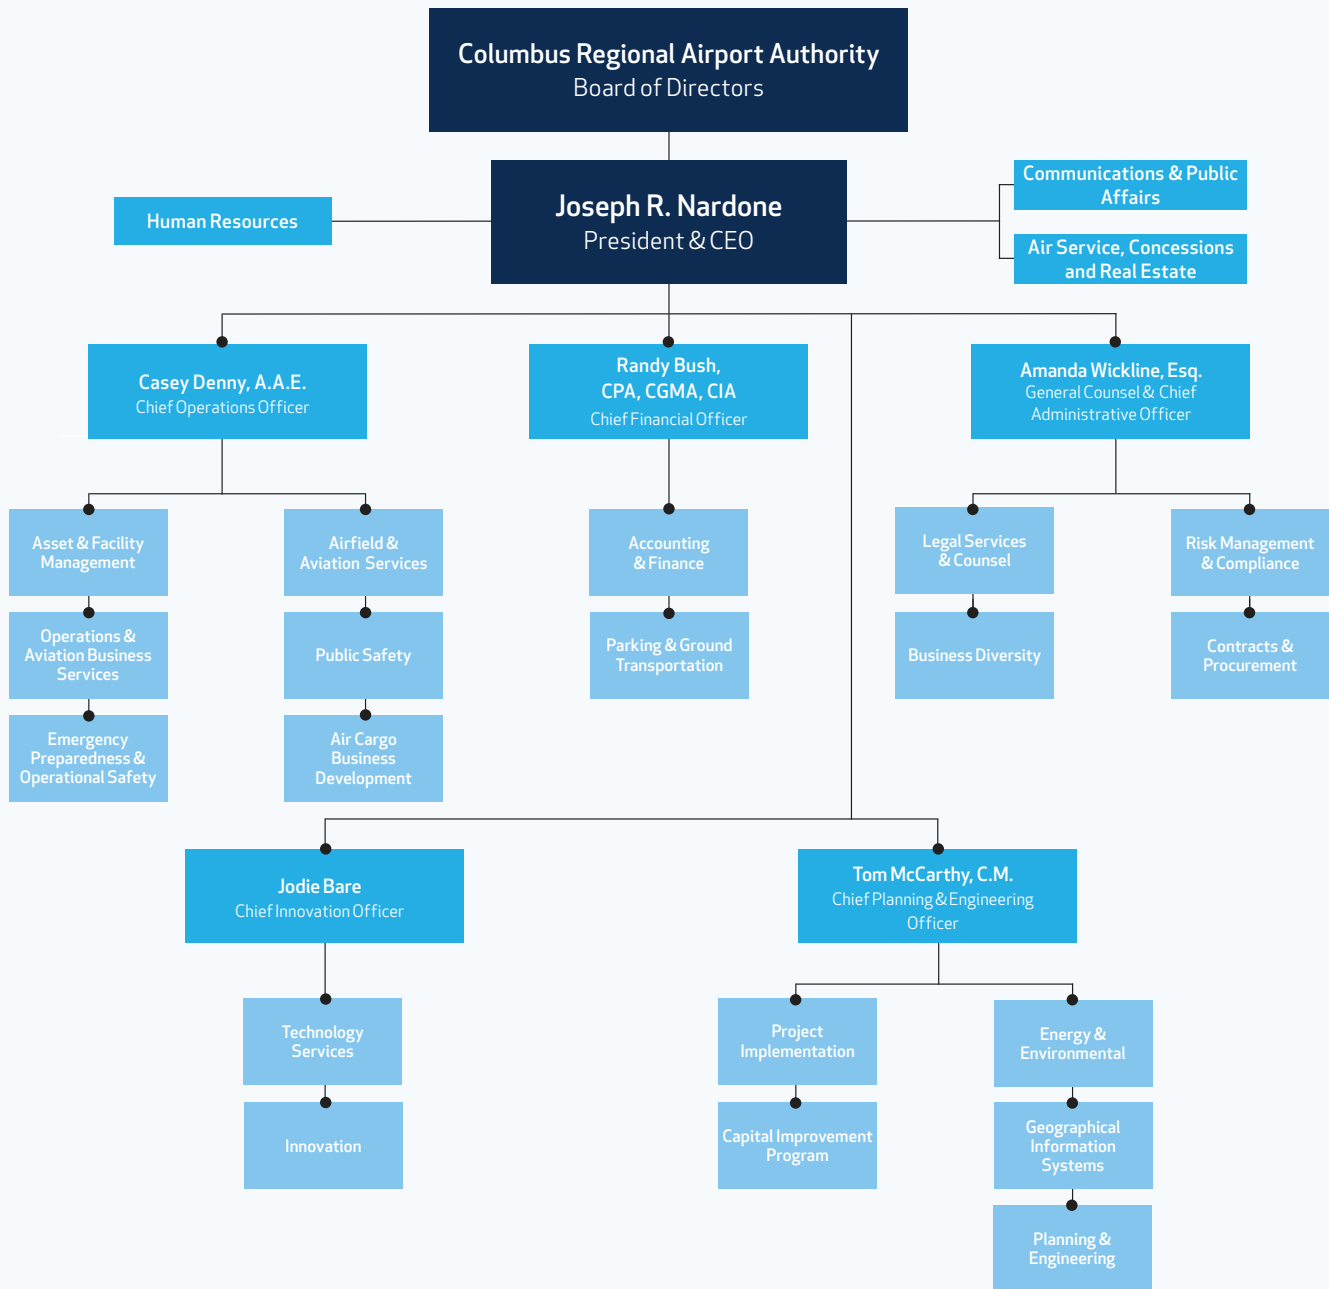 Columbus Regional Airport Authority
Board of Directors
Joseph R. Nardone
President & CEO
Human Resources
Communications & Public
Affairs
Air Service, Concessions
and Real Estate
Casey Denny, A.A.E.
Chief Operations Officer
Randy Bush,
CPA, CGMA, CIA
Chief Financial Officer
Amanda Wickline, Esq.
General Counsel & Chief
Administrative Officer
Asset & Facility
Management
Airfield &
Aviation Services
Accounting
& Finance
Legal Services
& Counsel
Risk Management
& Compliance
Operations &
Aviation Business
Services
Public Safety
Parking & Ground
Transportation
Business Diversity
Contracts &
Procurement
Emergency
Preparedness &
Operational Safety
Air Cargo
Business
Development
Jodie Bare
Chief Innovation Officer
Tom McCarthy, C.M.
Chief Planning & Engineering
Officer
Technology
Services
Project
Implementation
Energy &
Environmental
Innovation
Capital Improvement
Program
Geographical
Information
Systems
Planning &
Engineering